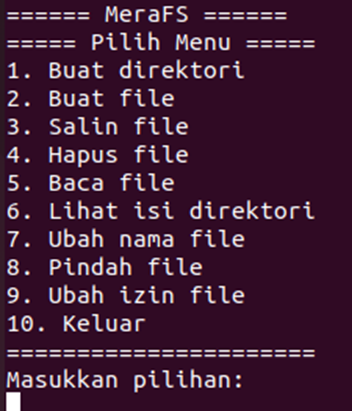 ====== MeraFS ======
===== Pilih Menu =====
1. Buat direktori
2. Buat file
3. Salin file
4. Hapus file
5. Baca file
6. Lihat isi direktori
7. Ubah nama file
8. Pindah file
9. Ubah izin file
10. Keluar
======================
Masukkan pilihan: